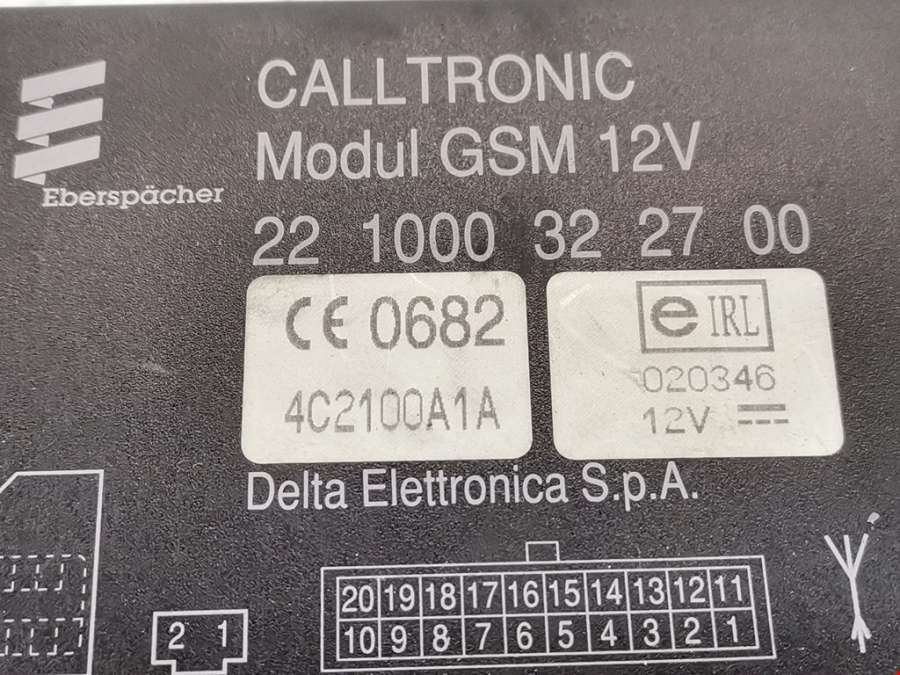 CALLTRONIC
Eberspächer
Modul GSM 12V
22 1000 32 27 00
CE 0682
4C2100A1A
e IRL
020346
12V
Delta Elettronica S.p.A.
20 19 18 17 16 15 14 13 12 11
10 9 8 7 6 5 4 3 2 1
2 1